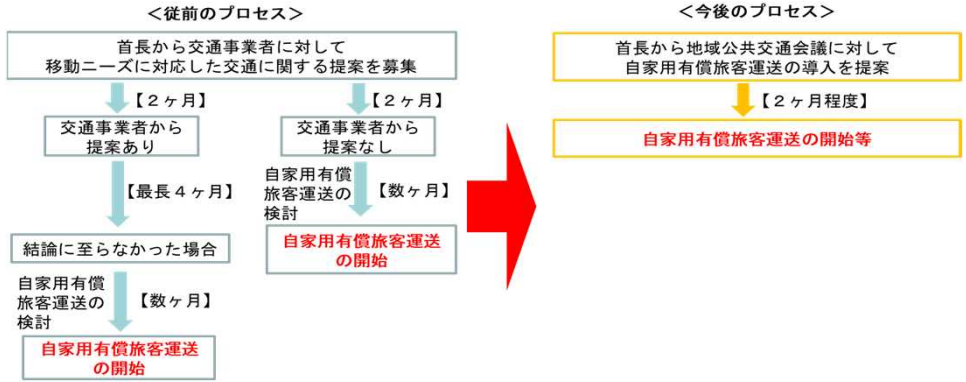 ＜従前のプロセス＞
首長から交通事業者に対して
移動ニーズに対応した交通に関する提案を募集
【２ヶ月】
【２ヶ月】
交通事業者から
提案あり
交通事業者から
提案なし
【最長４ヶ月】
自家用有償
旅客運送の
検討
【数ヶ月】
結論に至らなかった場合
自家用有償旅客運送
の開始
自家用有償
旅客運送の
検討
【数ヶ月】
自家用有償旅客運送
の開始
＜今後のプロセス＞
首長から地域公共交通会議に対して
自家用有償旅客運送の導入を提案
【２ヶ月程度】
自家用有償旅客運送の開始等